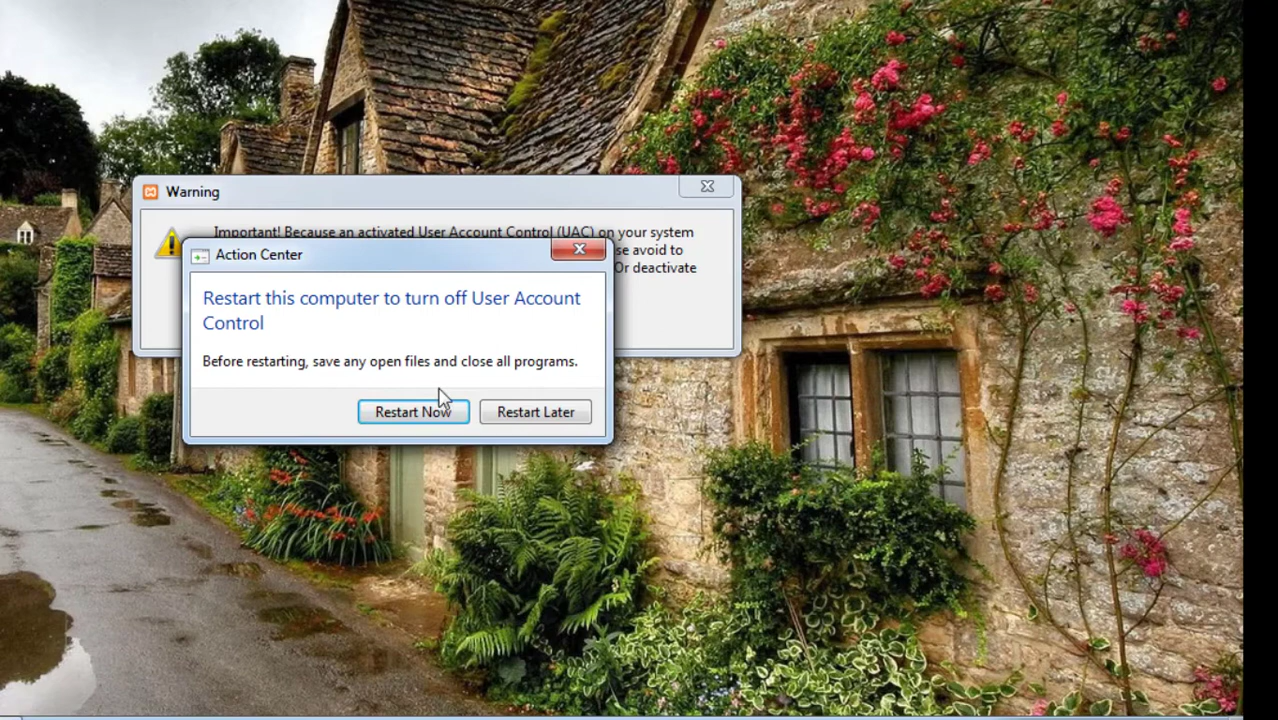 Warning
Important! Because an activated User Account Control (UAC) on your system
se avoid to
Or deactivate
Action Center
Restart this computer to turn off User Account
Control
Before restarting, save any open files and close all programs.
Restart Now
Restart Later